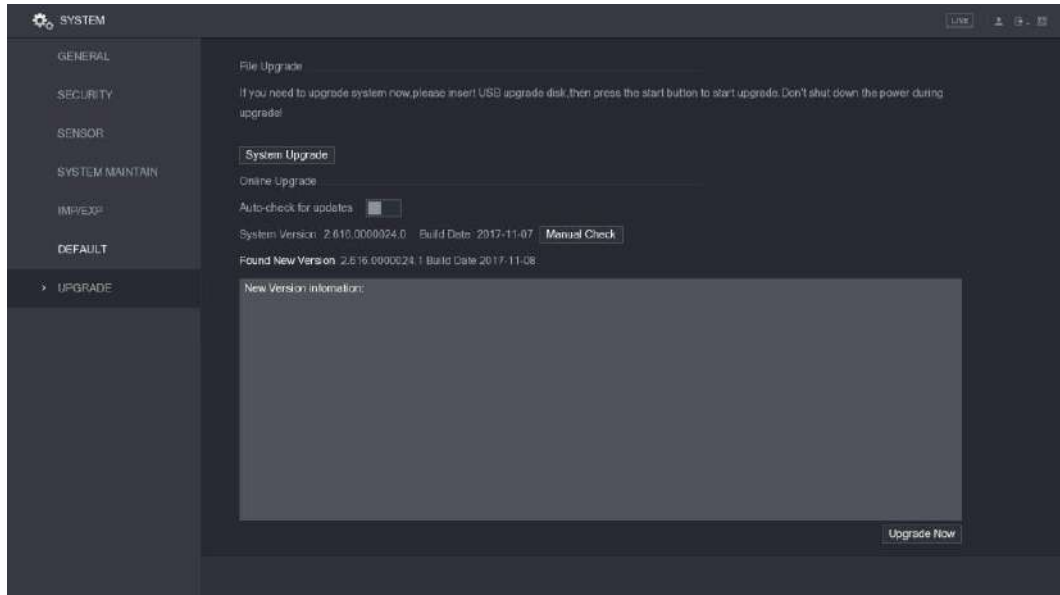 SYSTEM
LIVE
GENERAL
SECURITY
SENSOR
SYSTEM MAINTAIN
IMP/EXP
DEFAULT
> UPGRADE
File Upgrade
If you need to upgrade system now,please insert USB upgrade disk,then press the start button to start upgrade.Don't shut down the power during
upgrade!
System Upgrade
Online Upgrade
Auto-check for updates
System Version 2.616.0000024.0 Build Date 2017-11-07 Manual Check
Found New Version 2.616.0000024.1 Build Date 2017-11-08
New Version infomation:
Upgrade Now